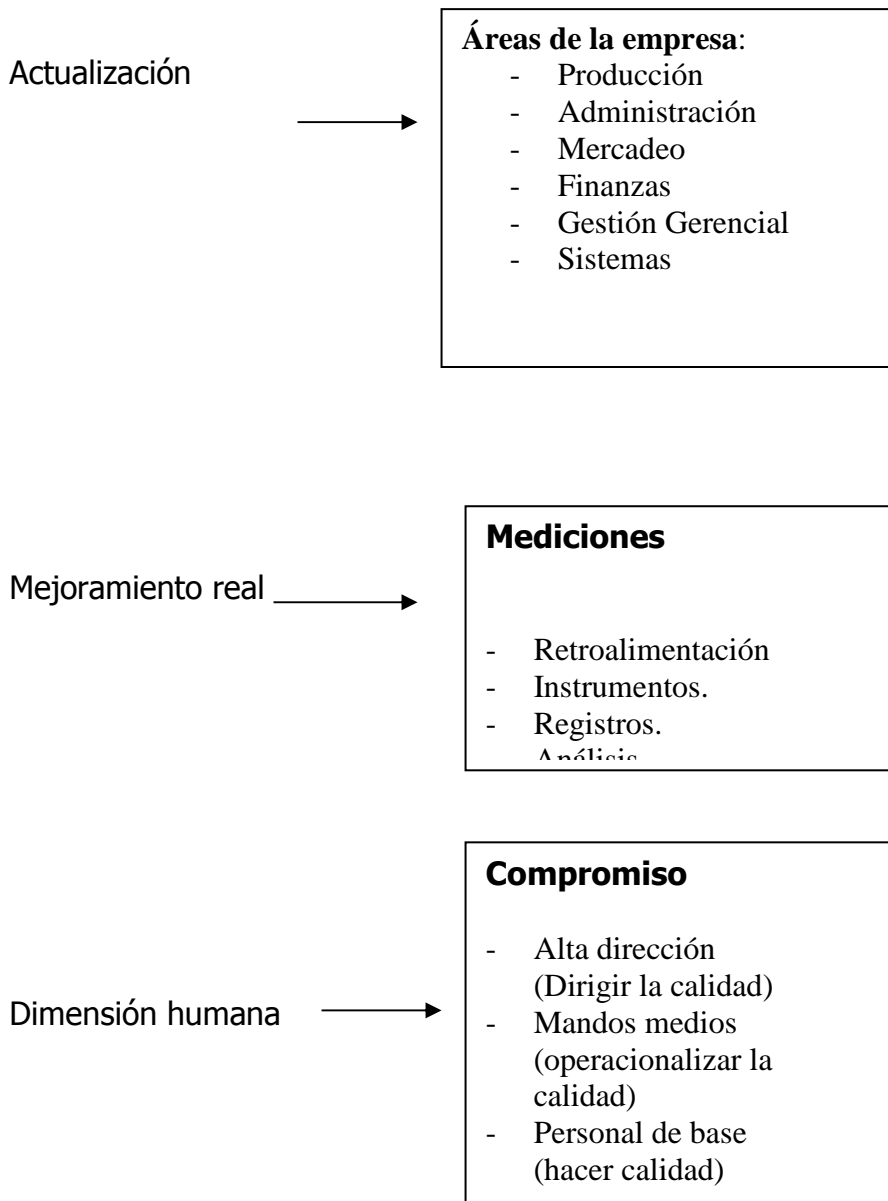 Actualización
Áreas de la empresa:
- Producción
- Administración
- Mercadeo
- Finanzas
- Gestión Gerencial
- Sistemas
Mejoramiento real
Mediciones
- Retroalimentación
- Instrumentos.
- Registros.
Análisis
Dimensión humana
Compromiso
- Alta dirección
(Dirigir la calidad)
- Mandos medios
(operacionalizar la
calidad)
- Personal de base
(hacer calidad)